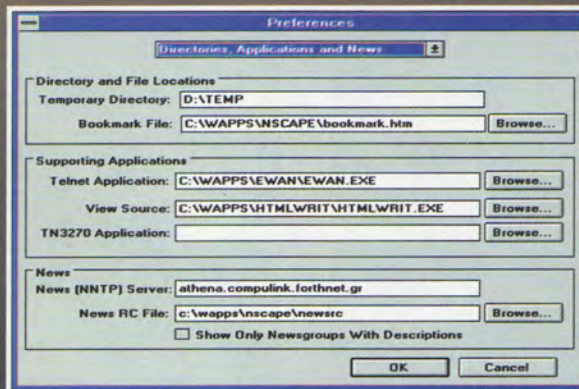 Preferences
Directories, Applications and News
Directory and File Locations
Temporary Directory: D:\TEMP
Bookmark File: C:\WAPPS\NSCAPE\bookmark.htm Browse...
Supporting Applications
Telnet Application: C:\WAPPS\EWAN\EWAN.EXE Browse...
View Source: C:\WAPPS\HTMLWRIT\HTMLWRIT.EXE Browse...
TN3270 Application: Browse...
News
News (NNTP) Server: athena.compulink.forthnet.gr
News RC File: c:\wapps\nscape\newsrc Browse...
Show Only Newsgroups With Descriptions
OK Cancel